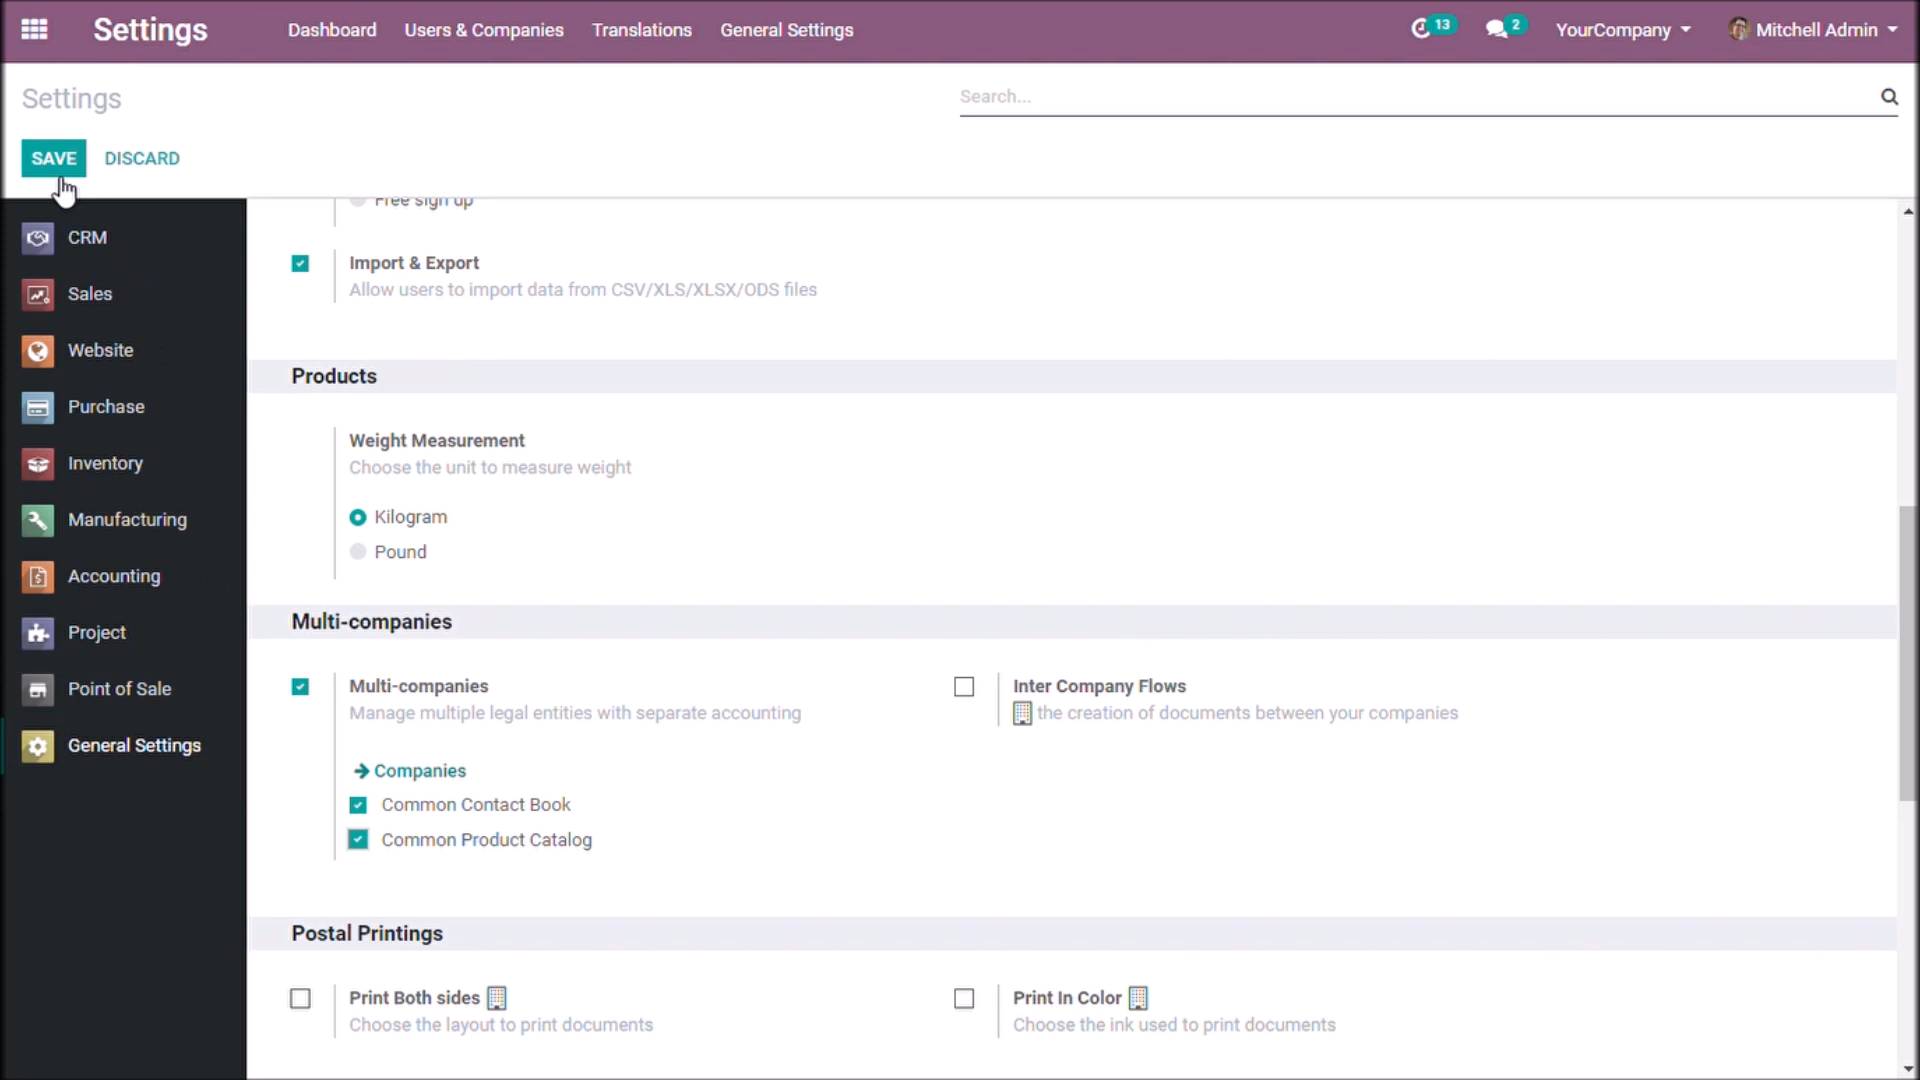 Settings Dashboard Users & Companies Translations General Settings 13 2 YourCompany Mitchell Admin
Settings Search...
SAVE DISCARD
CRM
Sales
Website
Purchase
Inventory
Manufacturing
Accounting
Project
Point of Sale
General Settings
Free sign up
Import & Export
Allow users to import data from CSV/XLS/XLSX/ODS files
Products
Weight Measurement
Choose the unit to measure weight
Kilogram
Pound
Multi-companies
Multi-companies
Manage multiple legal entities with separate accounting
Companies
Common Contact Book
Common Product Catalog
Inter Company Flows
the creation of documents between your companies
Postal Printings
Print Both sides
Choose the layout to print documents
Print In Color
Choose the ink used to print documents